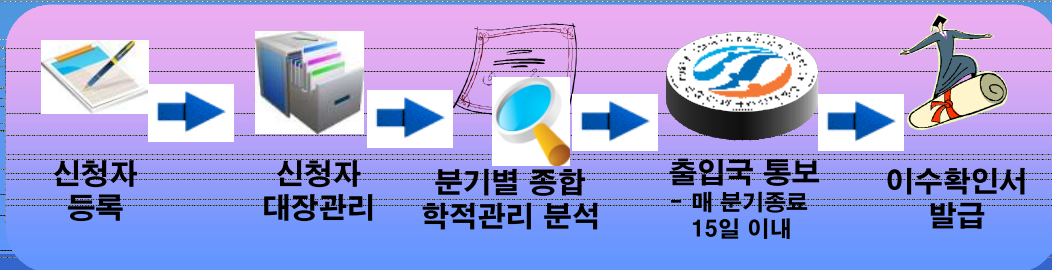 신청자
등록
신청자
대장관리
분기별 종합
학적관리 분석
출입국 통보
- 매 분기종료
15일 이내
이수확인서
발급